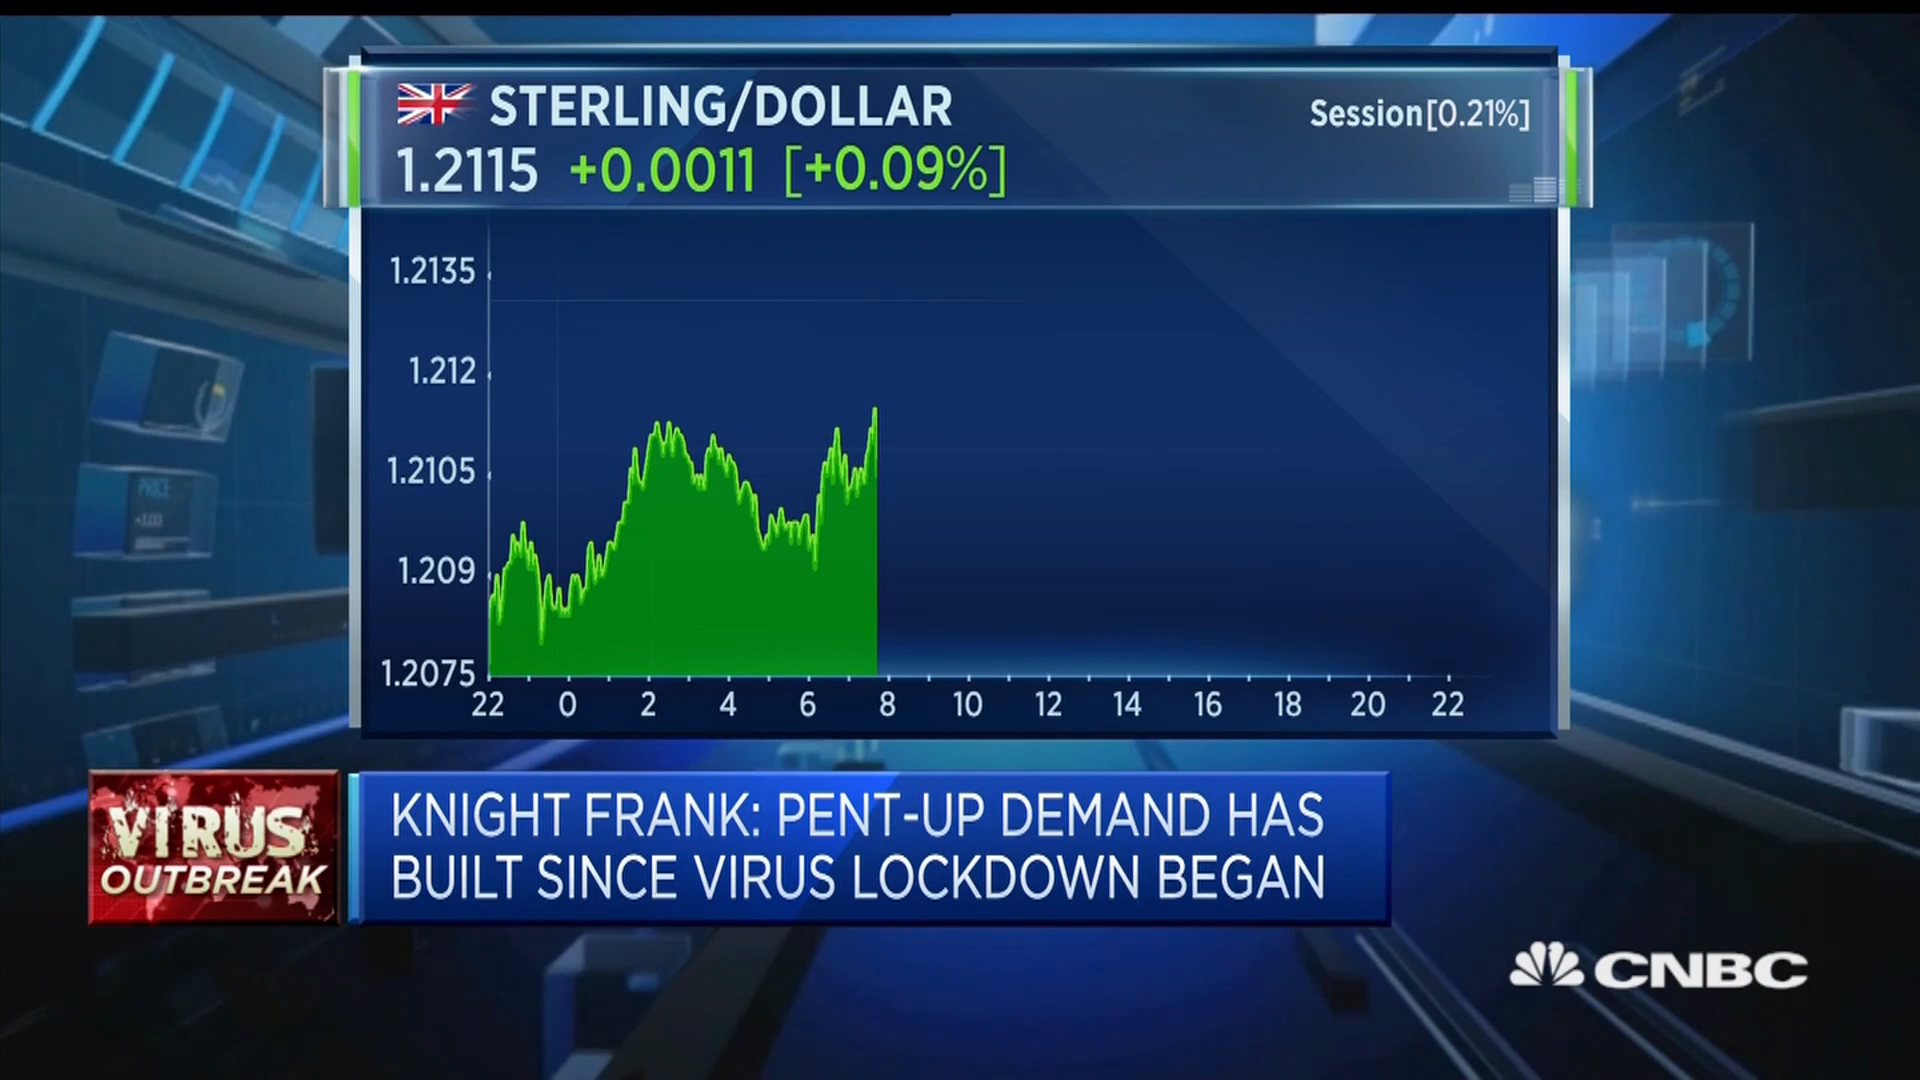 STERLING/DOLLAR
Session[0.21%]
1.2115 +0.0011 [+0.09%]
1.2135
1.212
1.2105
1.209
1.2075
22 0 2 4 6 8 10 12 14 16 18 20 22
PRICE
VIRUS
OUTBREAK
KNIGHT FRANK: PENT-UP DEMAND HAS
BUILT SINCE VIRUS LOCKDOWN BEGAN
CNBC